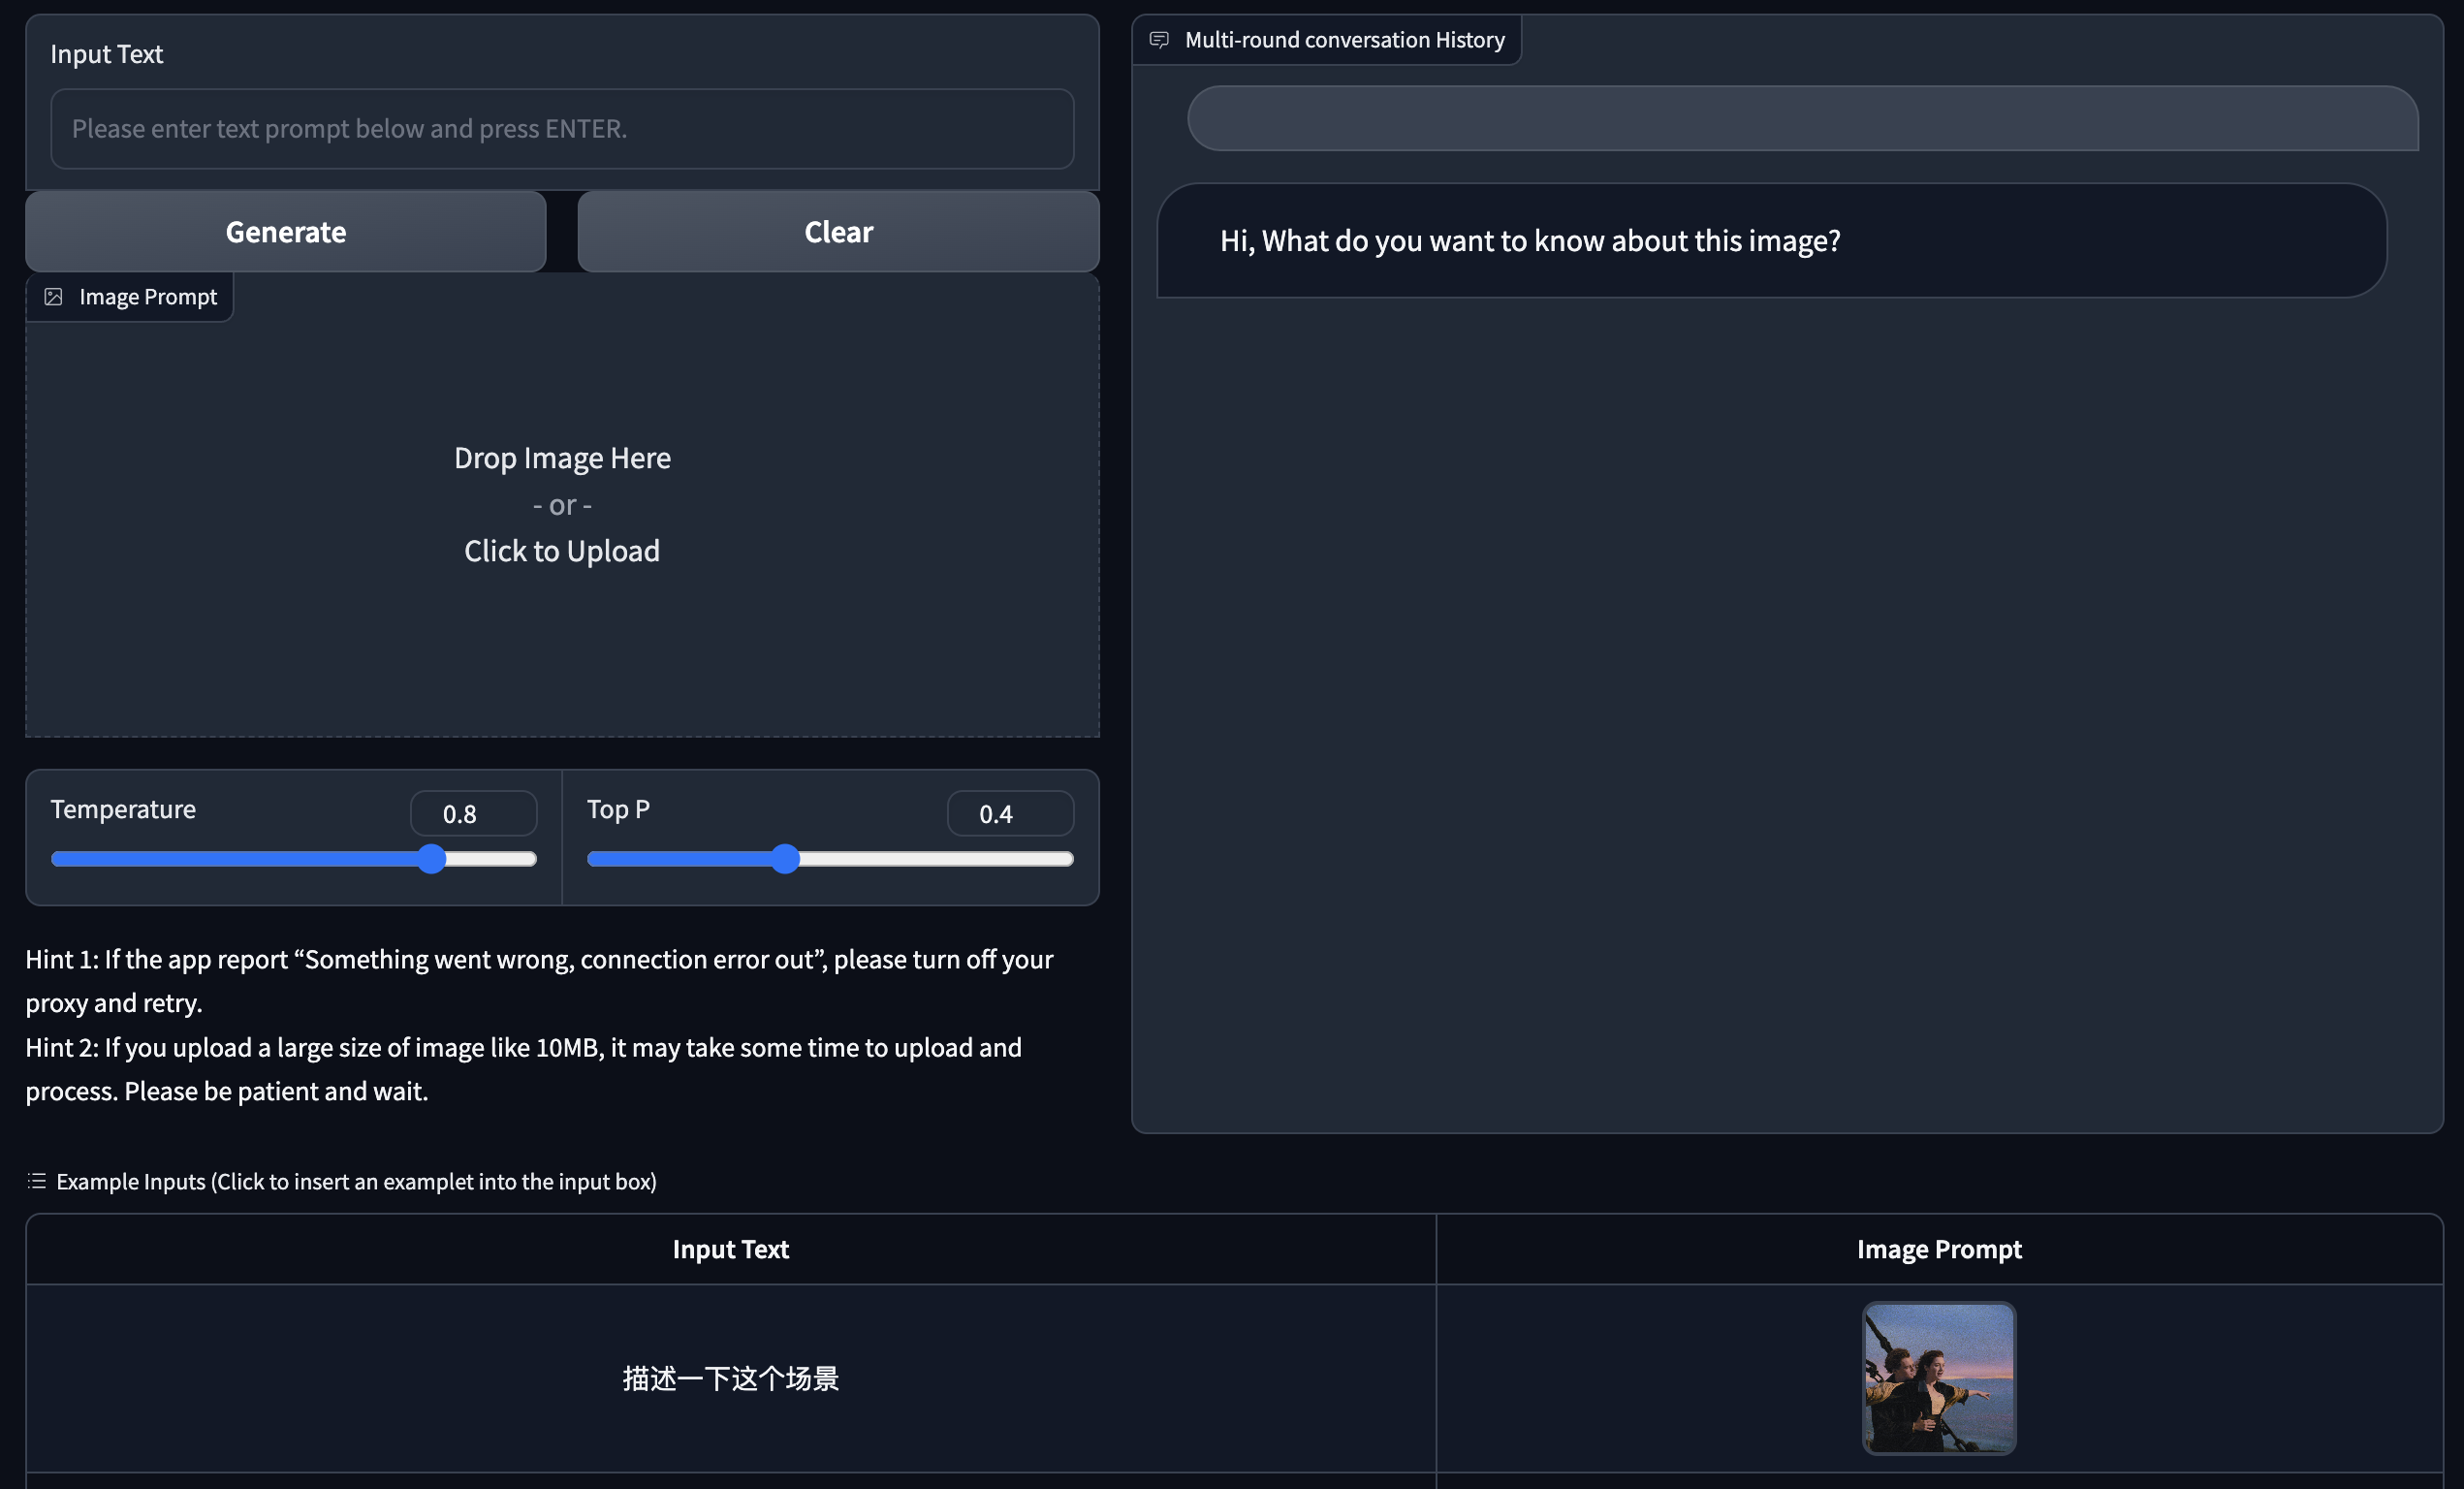 Input Text
Please enter text prompt below and press ENTER.
Generate
Clear
Image Prompt
Drop Image Here
- or -
Click to Upload
Temperature
0.8
Top P
0.4
Hint 1: If the app report “Something went wrong, connection error out”, please turn off your
proxy and retry.
Hint 2: If you upload a large size of image like 10MB, it may take some time to upload and
process. Please be patient and wait.
Multi-round conversation History
Hi, What do you want to know about this image?
Example Inputs (Click to insert an examplet into the input box)
Input Text
Image Prompt
描述一下这个场景